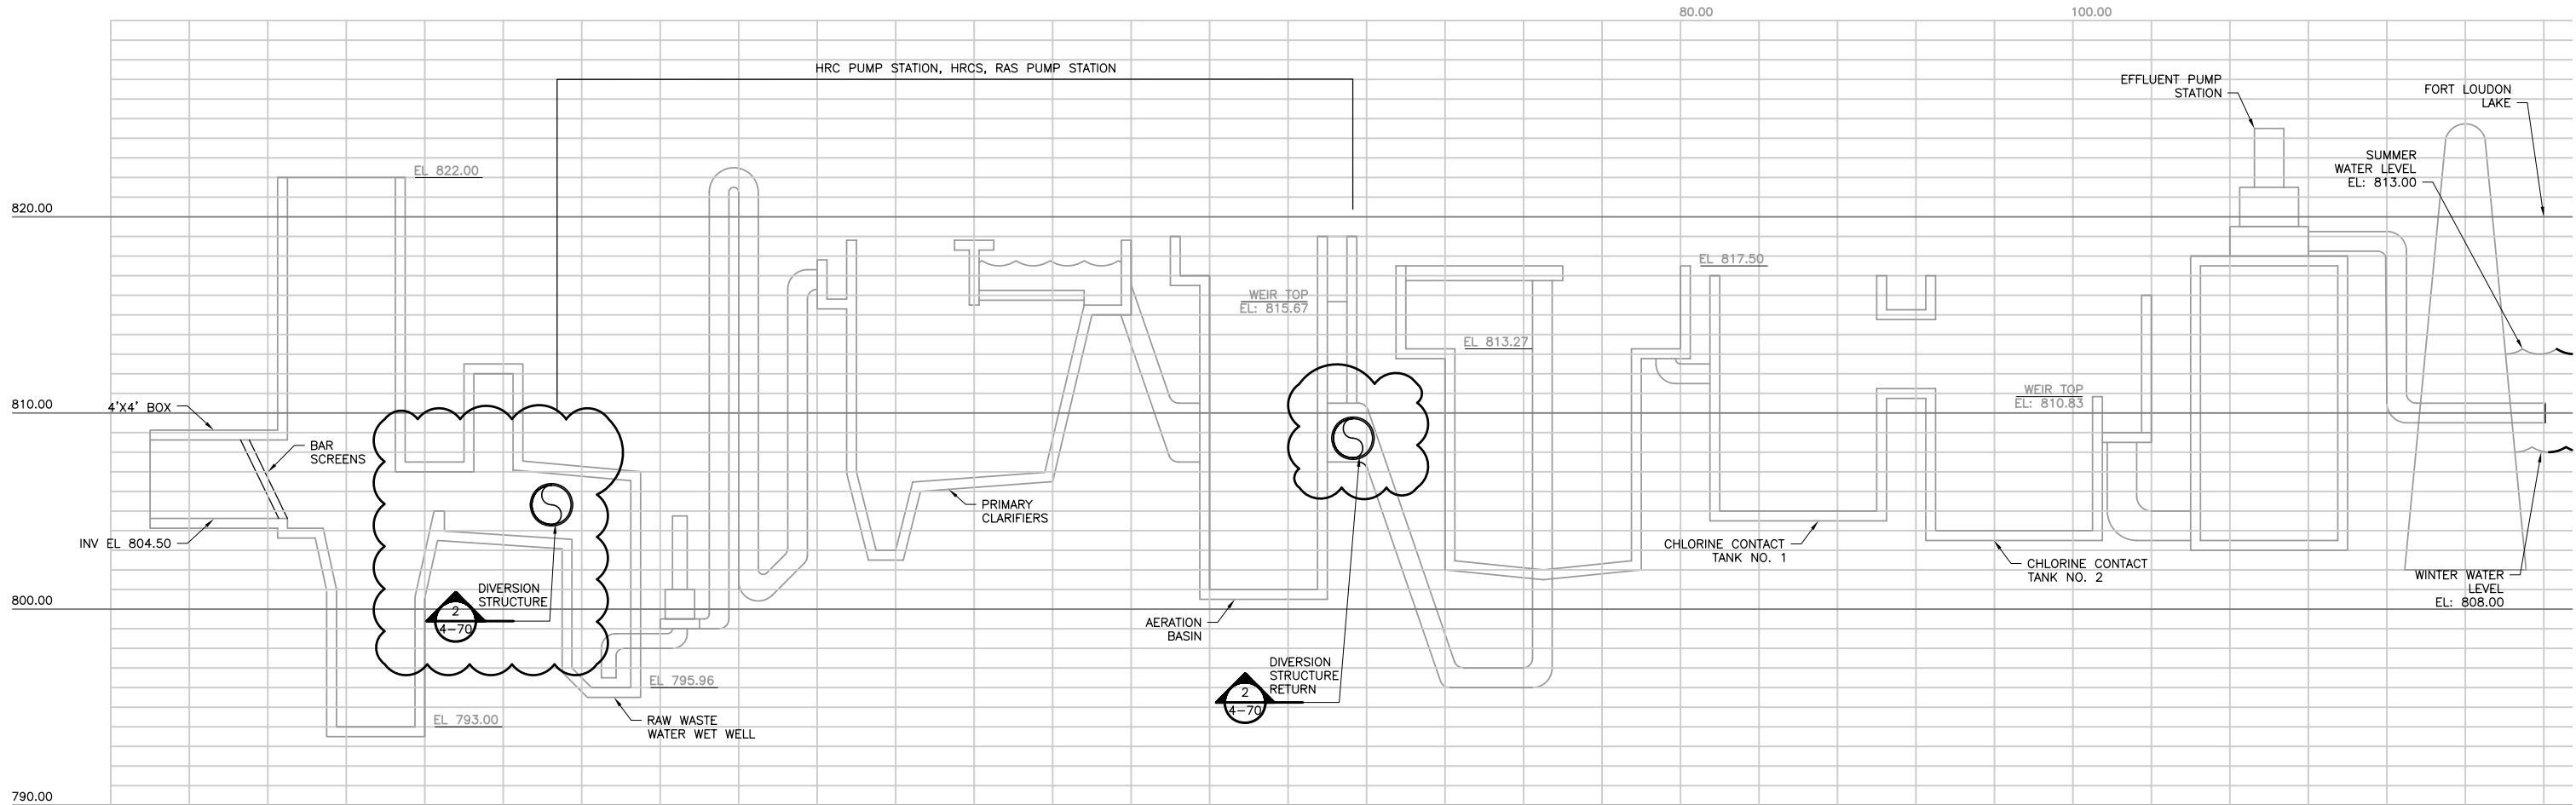 80.00
100.00
HRC PUMP STATION, HRCS, RAS PUMP STATION
EFFLUENT PUMP
STATION
FORT LOUDON
LAKE
SUMMER
WATER LEVEL
EL: 813.00
EL 822.00
820.00
EL 817.50
WEIR TOP
EL: 815.67
EL 813.27
4'X4' BOX
810.00
WEIR TOP
EL: 810.83
BAR
SCREENS
PRIMARY
CLARIFIERS
INV EL 804.50
CHLORINE CONTACT
TANK NO. 1
CHLORINE CONTACT
TANK NO. 2
WINTER WATER
LEVEL
EL: 808.00
DIVERSION
STRUCTURE
2
4-70
800.00
AERATION
BASIN
DIVERSION
STRUCTURE
RETURN
2
4-70
EL 795.96
EL 793.00
RAW WASTE
WATER WET WELL
790.00